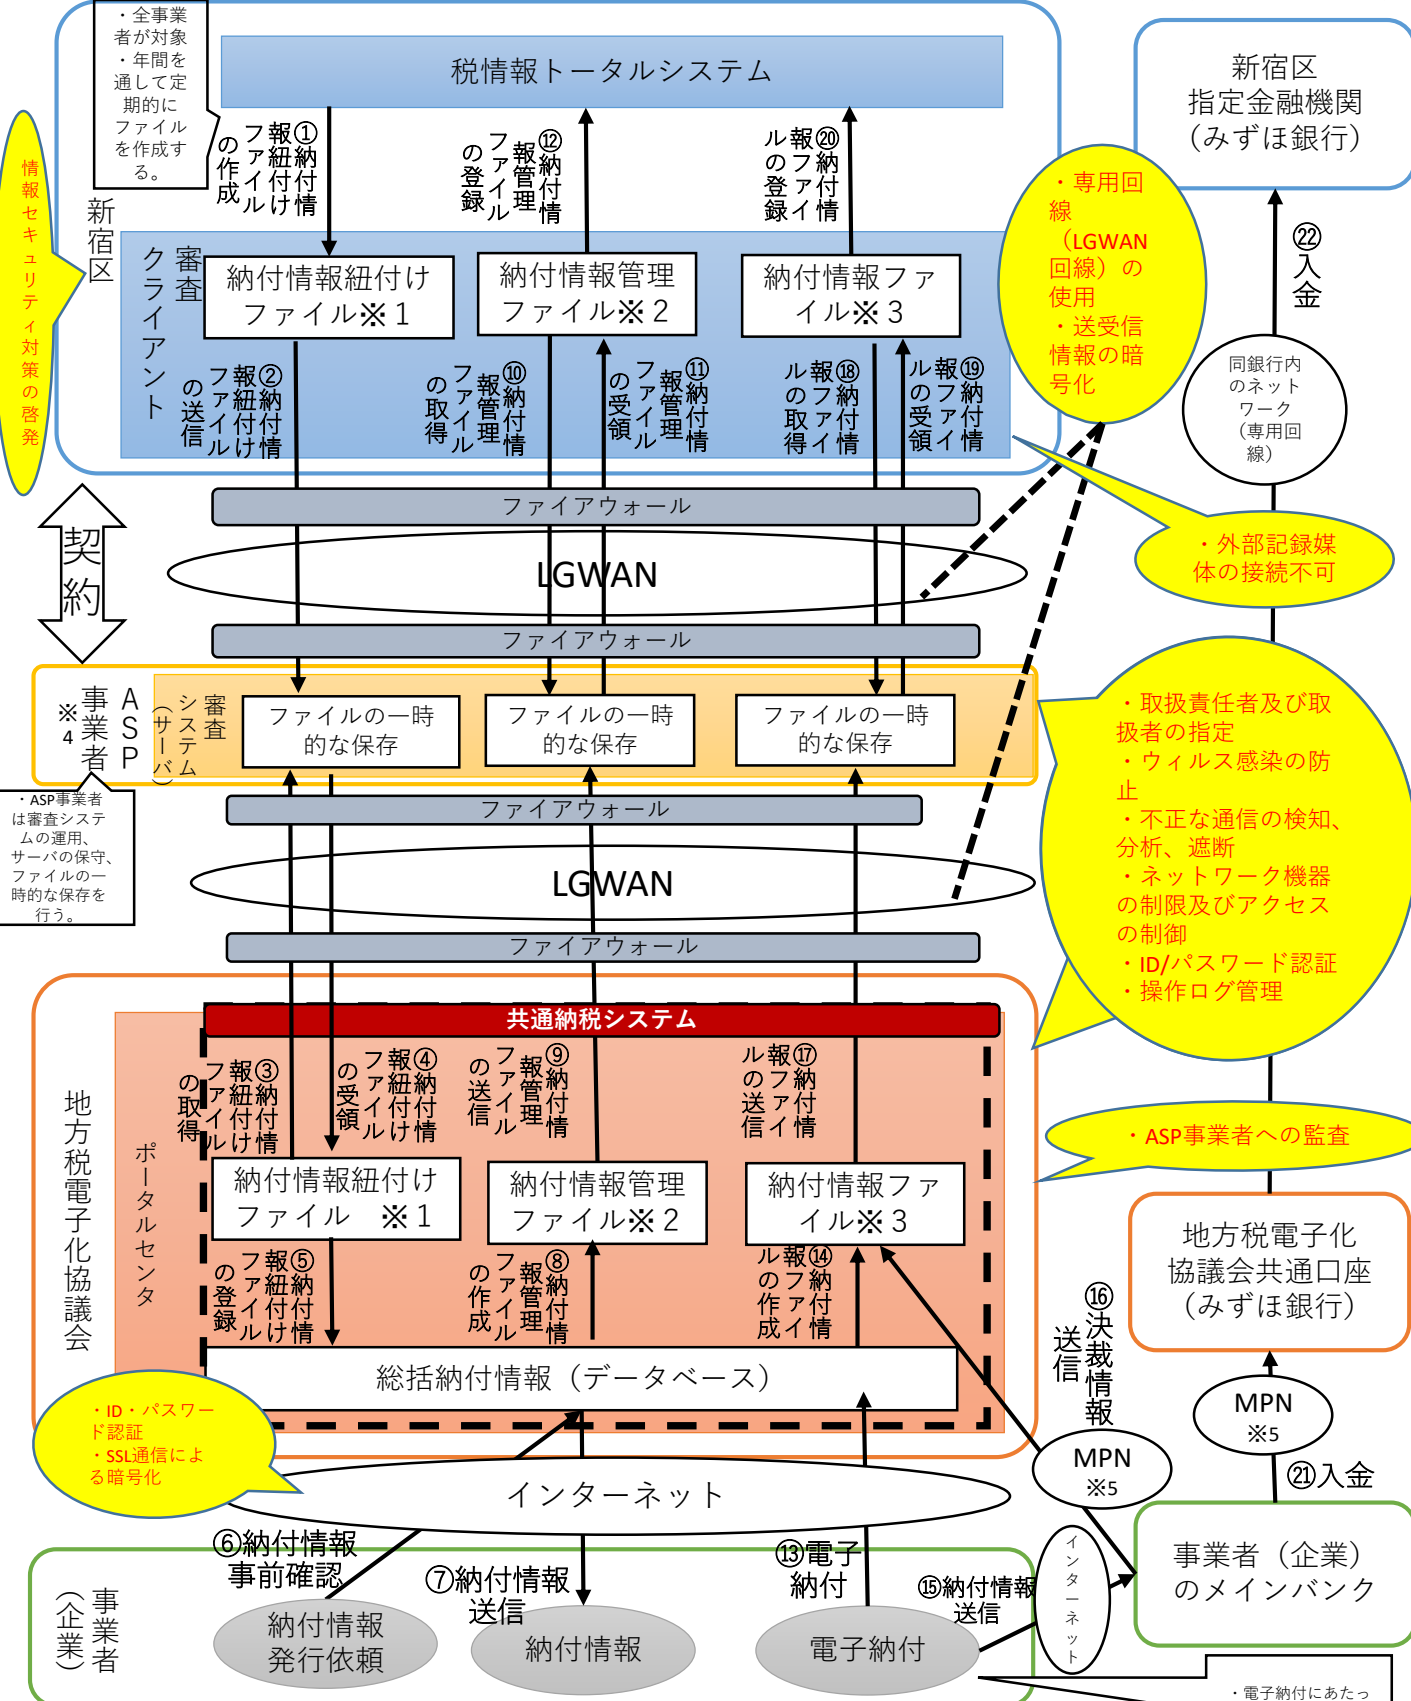 ・全事業
者が対象
・年間を
通して定
期的に
ファイル
を作成す
る。
税情報トータルシステム
新宿区
指定金融機関
（みずほ銀行）
情報セキュリティ対策の啓発
新宿区
①納付情
報紐付け
ファイル
の作成
⑫納付情
報管理
ファイル
の登録
⑳納付情
報ファイ
ルの登録
・専用回
線
（LGWAN
回線）の
使用
・送受信
情報の暗
号化
㉒入金
審査
クライアント
納付情報紐付け
ファイル※１
納付情報管理
ファイル※２
納付情報ファ
イル※３
②納付情
報紐付け
ファイル
の送信
⑩納付情
報管理
ファイル
の取得
⑪納付情
報管理
ファイル
の受領
⑱納付情
報ファイ
ルの取得
⑲納付情
報ファイ
ルの受領
同銀行内
のネット
ワーク
（専用回
線）
ファイアウォール
契約
LGWAN
・外部記録媒
体の接続不可
ファイアウォール
ＡＳＰ
事業者
※4
審査
システム
（サーバ）
ファイルの一時
的な保存
ファイルの一時
的な保存
ファイルの一時
的な保存
・取扱責任者及び取
扱者の指定
・ウィルス感染の防
止
・不正な通信の検知、
分析、遮断
・ネットワーク機器
の制限及びアクセス
の制御
・ID/パスワード認証
・操作ログ管理
・ASP事業者
は審査システ
ムの運用、
サーバの保守、
ファイルの一
時的な保存を
行う。
ファイアウォール
LGWAN
ファイアウォール
共通納税システム
地方税電子化協議会
ポータルセンタ
③納付情
報紐付け
ファイル
の取得
④納付情
報紐付け
ファイル
の受領
⑨納付情
報管理
ファイル
の送信
⑰納付情
報ファイ
ルの送信
・ASP事業者への監査
納付情報紐付け
ファイル　※１
納付情報管理
ファイル※２
納付情報ファ
イル※３
地方税電子化
協議会共通口座
（みずほ銀行）
⑤納付情
報紐付け
ファイル
の登録
⑧納付情
報管理
ファイル
の作成
⑭納付情
報ファイ
ルの作成
⑯決裁情報
送信
総括納付情報（データベース）
・ID・パスワー
ド認証
・SSL通信によ
る暗号化
MPN
※5
MPN
※5
㉑入金
インターネット
⑥納付情報
事前確認
⑦納付情報
送信
⑬電子
納付
⑮納付情報
送信
インターネット
事業者（企業）
のメインバンク
事業者
（企業）
納付情報
発行依頼
納付情報
電子納付
・電子納付にあたっ